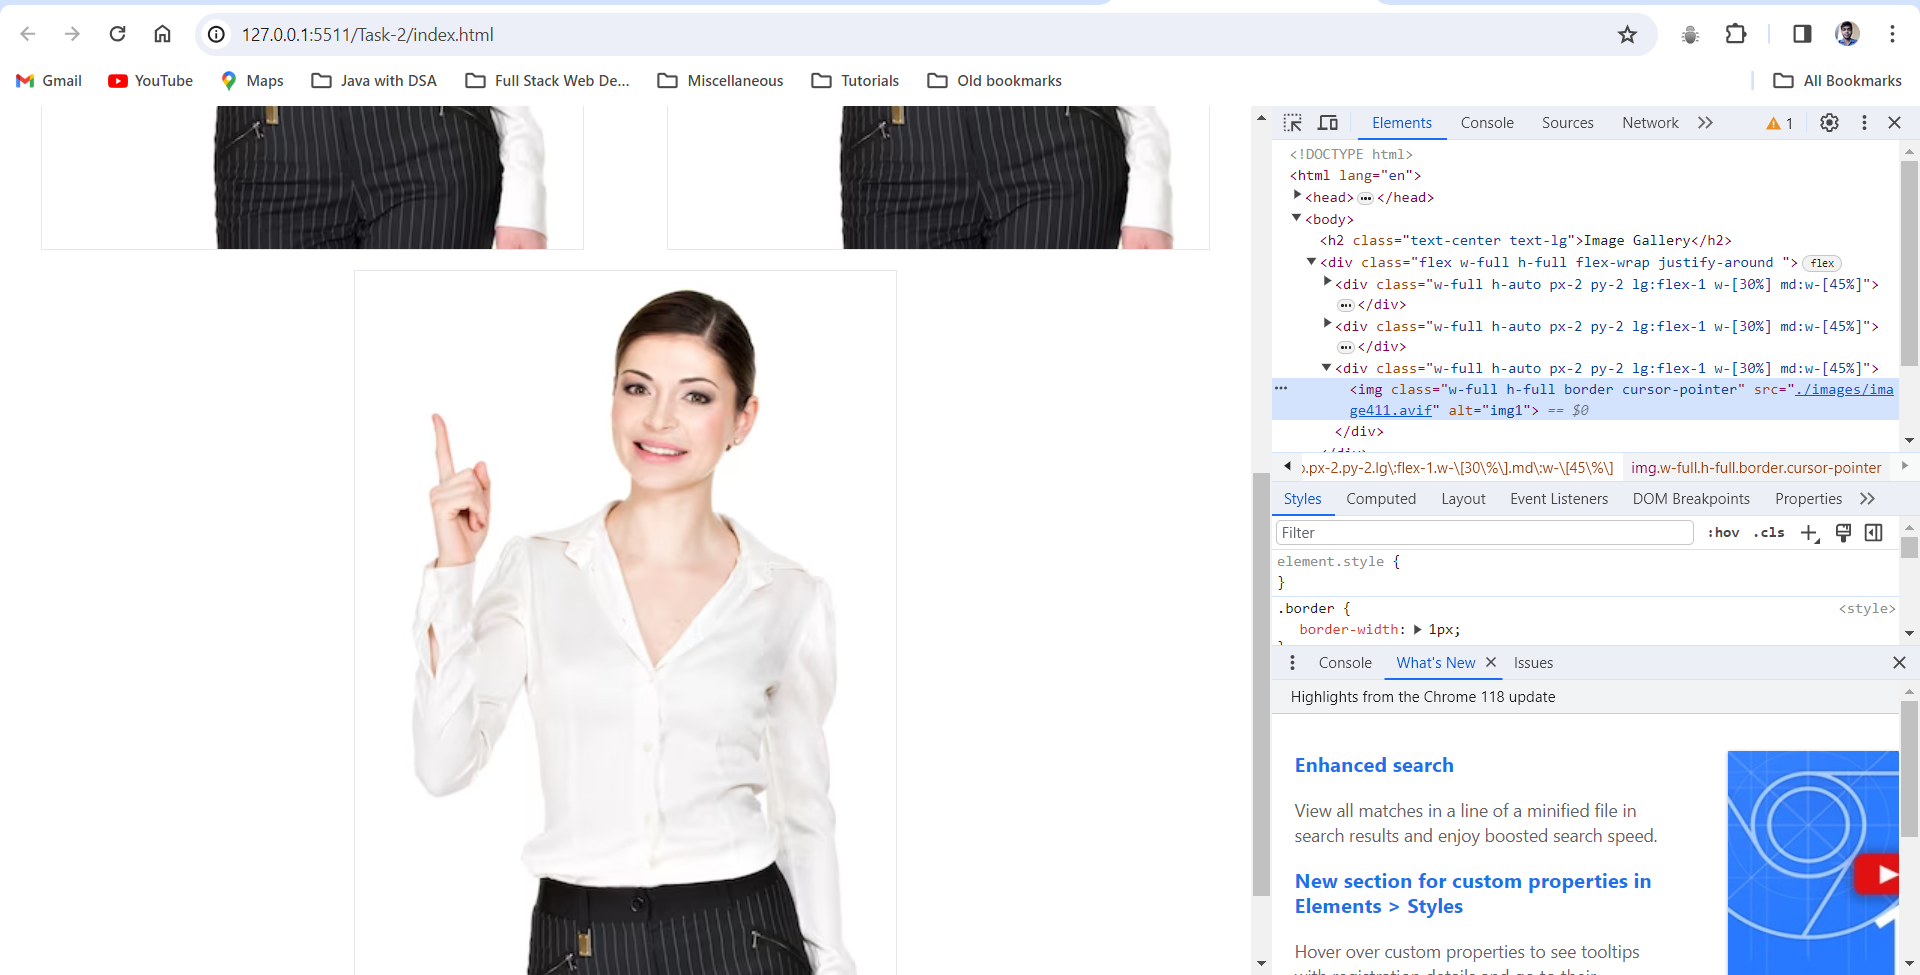 127.0.0.1:5511/Task-2/index.html
Gmail YouTube Maps Java with DSA Full Stack Web De... Miscellaneous Tutorials Old bookmarks All Bookmarks
Elements Console Sources Network 1
<!DOCTYPE html>
<html lang="en">
<head> ••• </head>
<body>
<h2 class="text-center text-lg">Image Gallery</h2>
<div class="flex w-full h-full flex-wrap justify-around "> flex
<div class="w-full h-auto px-2 py-2 lg:flex-1 w-[30%] md:w-[45%]">
••• </div>
<div class="w-full h-auto px-2 py-2 lg:flex-1 w-[30%] md:w-[45%]">
••• </div>
<div class="w-full h-auto px-2 py-2 lg:flex-1 w-[30%] md:w-[45%]">
<img class="w-full h-full border cursor-pointer" src="./images/ima
ge411.avif" alt="img1"> == $0
</div>
.px-2.py-2.lg\:flex-1.w-\[30\%\].md\:w-\[45\%\] img.w-full.h-full.border.cursor-pointer
Styles Computed Layout Event Listeners DOM Breakpoints Properties
Filter :hov .cls
element.style {
}
.border { <style>
border-width: 1px;
Console What's New Issues
Highlights from the Chrome 118 update
Enhanced search
View all matches in a line of a minified file in
search results and enjoy boosted search speed.
New section for custom properties in
Elements > Styles
Hover over custom properties to see tooltips